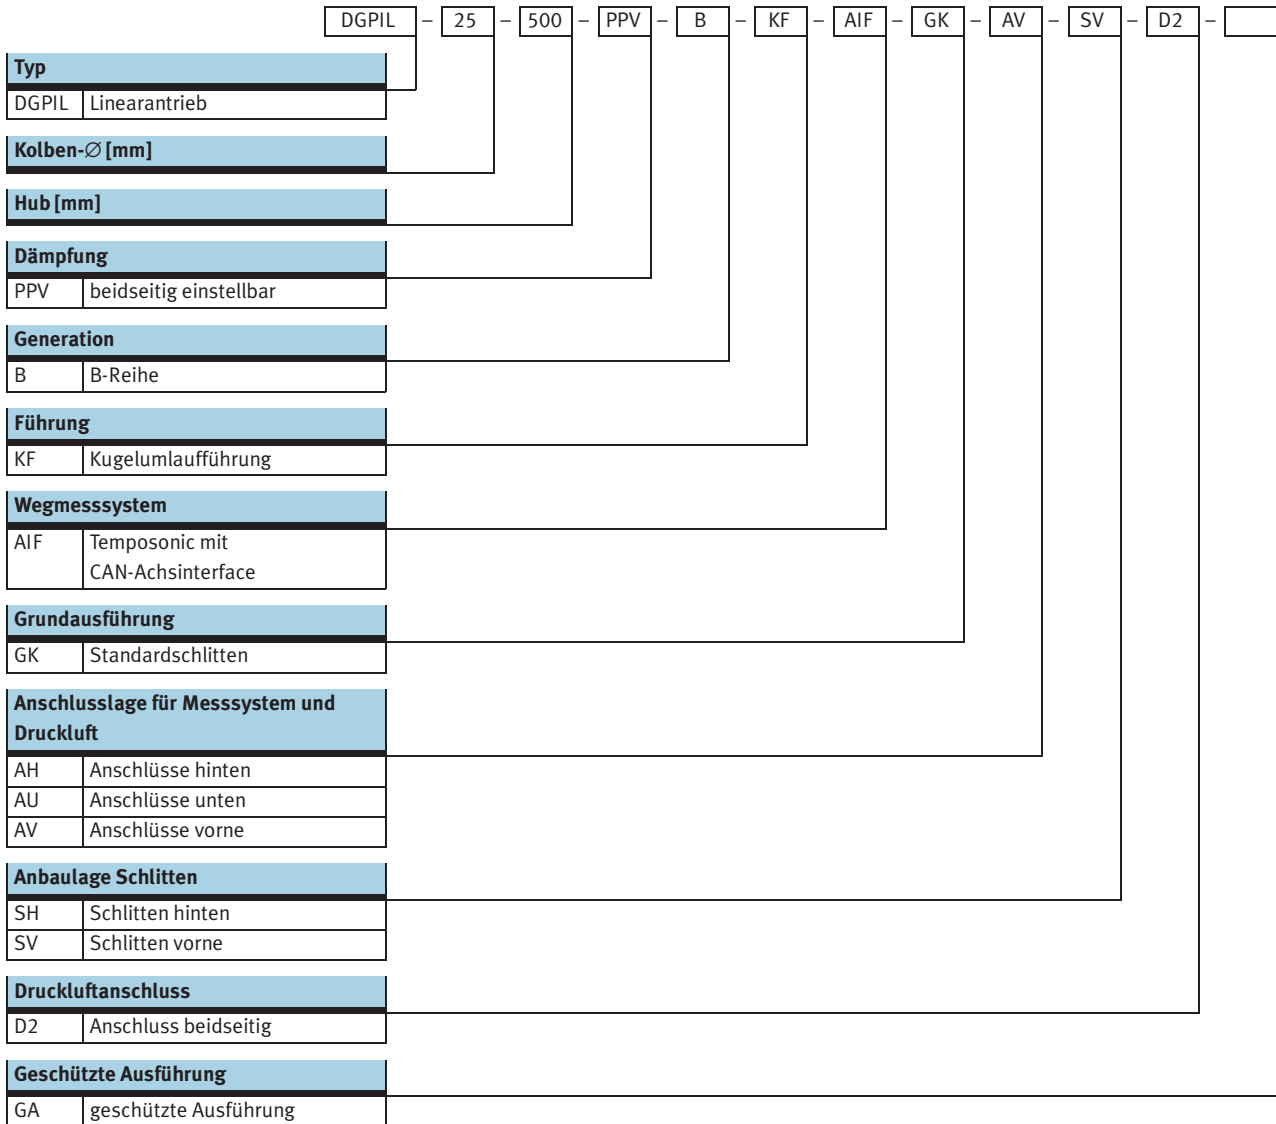 DGPIL – 25 – 500 – PPV – B – KF – AIF – GK – AV – SV – D2 –
Typ
DGPIL Linearantrieb
Kolben-∅ [mm]
Hub [mm]
Dämpfung
PPV beidseitig einstellbar
Generation
B B-Reihe
Führung
KF Kugelumlaufführung
Wegmesssystem
AIF Temposonic mit
CAN-Achsinterface
Grundausführung
GK Standardschlitten
Anschlusslage für Messsystem und
Druckluft
AH Anschlüsse hinten
AU Anschlüsse unten
AV Anschlüsse vorne
Anbaulage Schlitten
SH Schlitten hinten
SV Schlitten vorne
Druckluftanschluss
D2 Anschluss beidseitig
Geschützte Ausführung
GA geschützte Ausführung